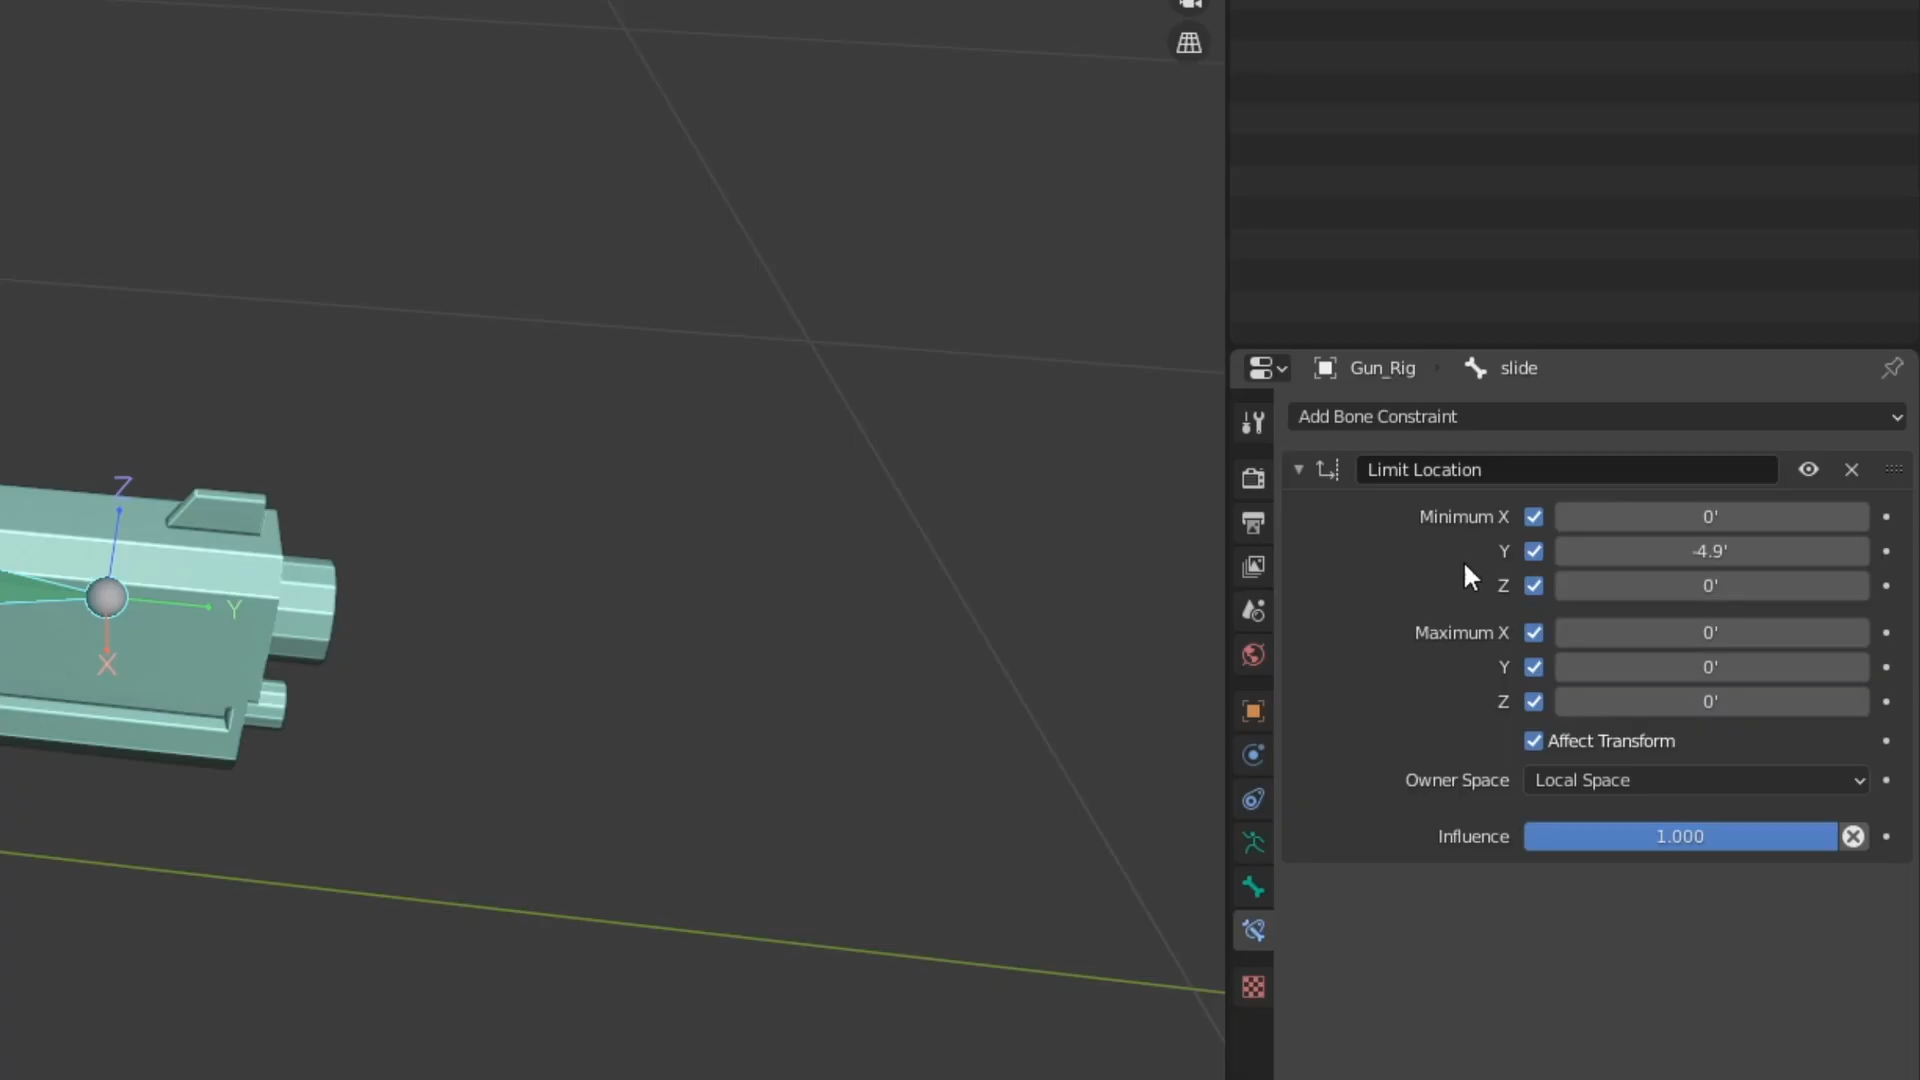 Gun_Rig slide
Add Bone Constraint
Limit Location
Minimum X 0'
Y -4.9'
Z 0'
Maximum X 0'
Y 0'
Z 0'
Affect Transform
Owner Space Local Space
Influence 1.000
Z
Y
X